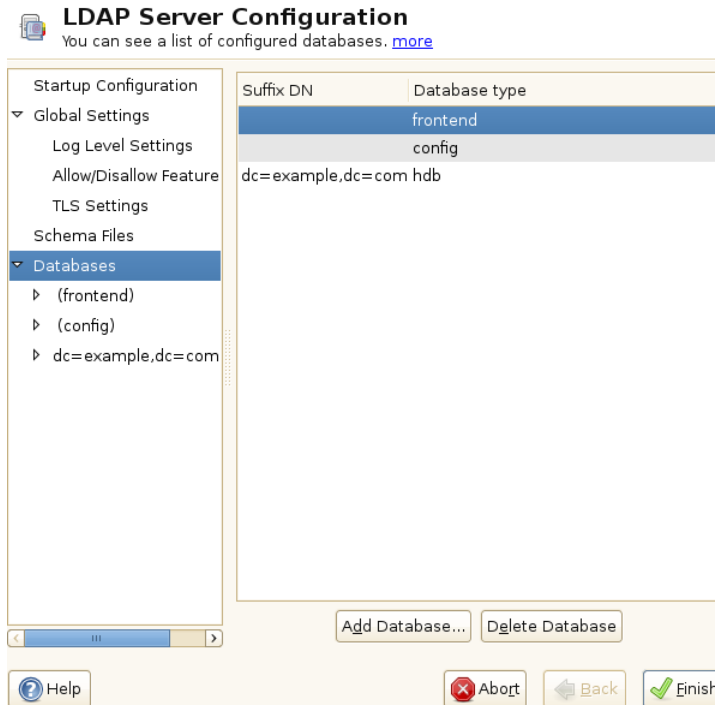 LDAP Server Configuration
You can see a list of configured databases. more
Startup Configuration
Global Settings
Log Level Settings
Allow/Disallow Feature
TLS Settings
Schema Files
Databases
(frontend)
(config)
dc=example,dc=com
Suffix DN Database type
frontend
config
dc=example,dc=com hdb
Add Database... Delete Database
Help Abort Back Finish